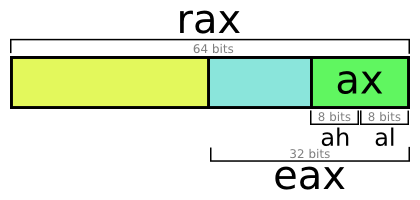 rax
64 bits
ax
8 bits 8 bits
ah al
32 bits
eax